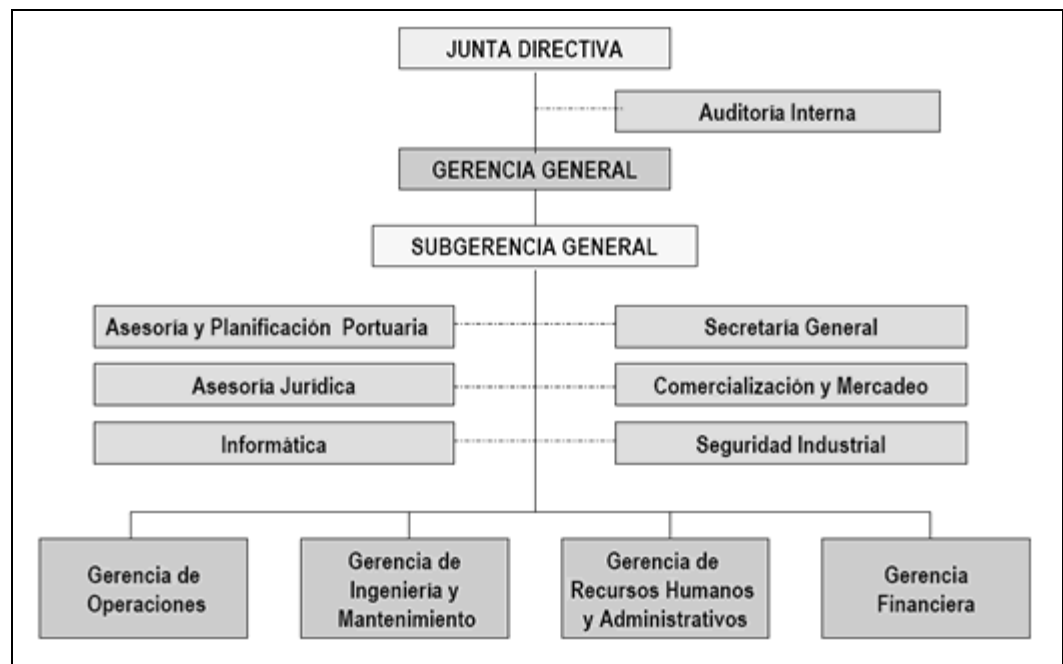 JUNTA DIRECTIVA
Auditoría Interna
GERENCIA GENERAL
SUBGERENCIA GENERAL
Asesoría y Planificación Portuaria
Secretaría General
Asesoría Jurídica
Comercialización y Mercadeo
Informática
Seguridad Industrial
Gerencia de
Operaciones
Gerencia de
Ingeniería y
Mantenimiento
Gerencia de
Recursos Humanos
y Administrativos
Gerencia
Financiera